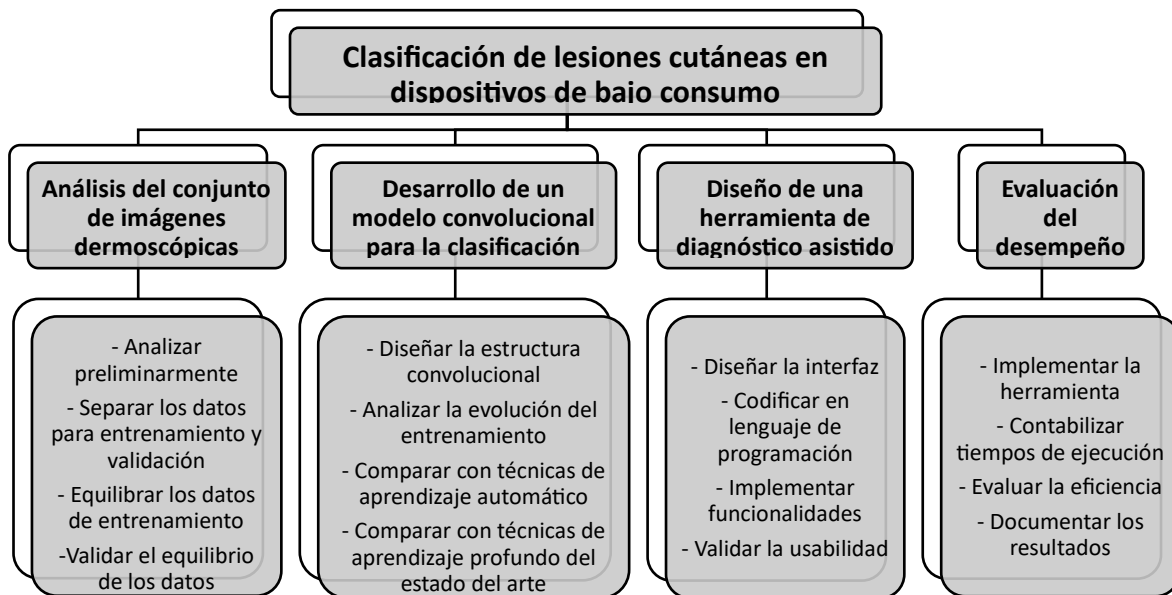 Clasificación de lesiones cutáneas en
dispositivos de bajo consumo
Análisis del conjunto
de imágenes
dermoscópicas
Desarrollo de un
modelo convolucional
para la clasificación
Diseño de una
herramienta de
diagnóstico asistido
Evaluación
del
desempeño
- Analizar
preliminarmente
- Separar los datos
para entrenamiento y
validación
- Equilibrar los datos
de entrenamiento
-Validar el equilibrio
de los datos
- Diseñar la estructura
convolucional
- Analizar la evolución del
entrenamiento
- Comparar con técnicas de
aprendizaje automático
- Comparar con técnicas de
aprendizaje profundo del
estado del arte
- Diseñar la interfaz
- Codificar en
lenguaje de
programación
- Implementar
funcionalidades
- Validar la usabilidad
- Implementar la
herramienta
- Contabilizar
tiempos de ejecución
- Evaluar la eficiencia
- Documentar los
resultados